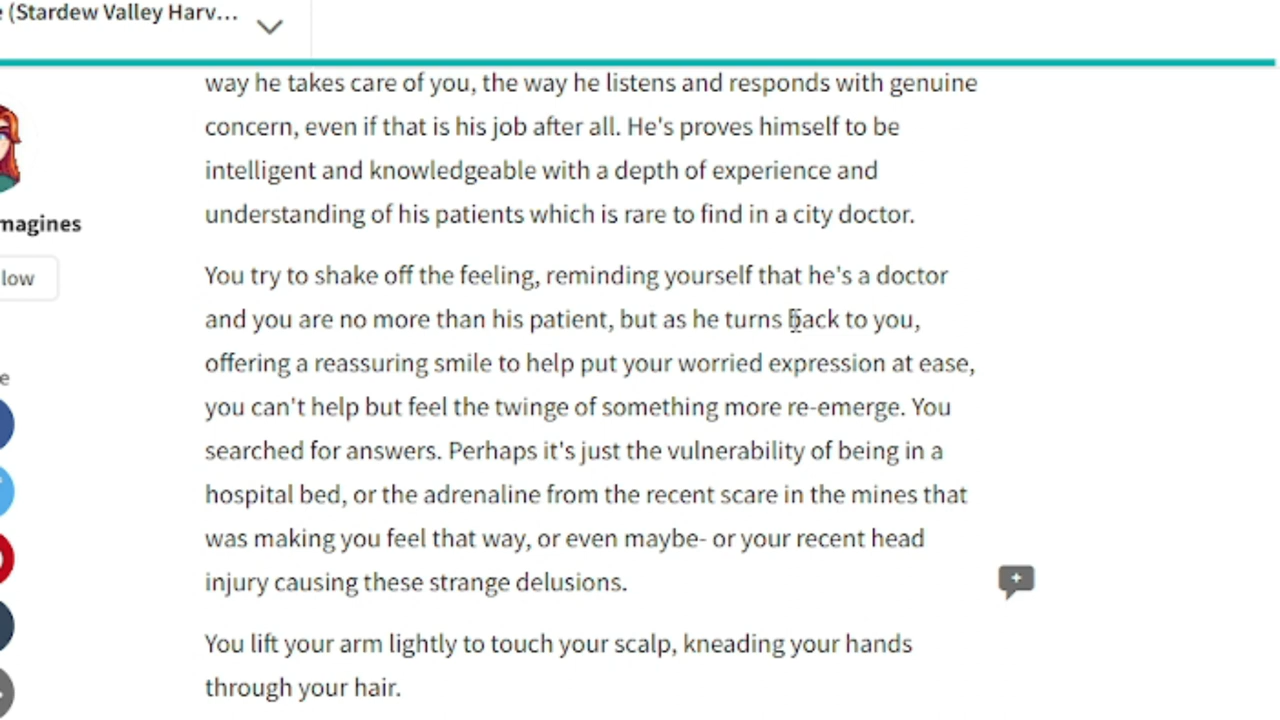 e (Stardew Valley Harv...
way he takes care of you, the way he listens and responds with genuine
concern, even if that is his job after all. He's proves himself to be
intelligent and knowledgeable with a depth of experience and
understanding of his patients which is rare to find in a city doctor.
magines
low
You try to shake off the feeling, reminding yourself that he's a doctor
and you are no more than his patient, but as he turns back to you,
offering a reassuring smile to help put your worried expression at ease,
e
you can't help but feel the twinge of something more re-emerge. You
searched for answers. Perhaps it's just the vulnerability of being in a
hospital bed, or the adrenaline from the recent scare in the mines that
was making you feel that way, or even maybe- or your recent head
injury causing these strange delusions.
You lift your arm lightly to touch your scalp, kneading your hands
through your hair.